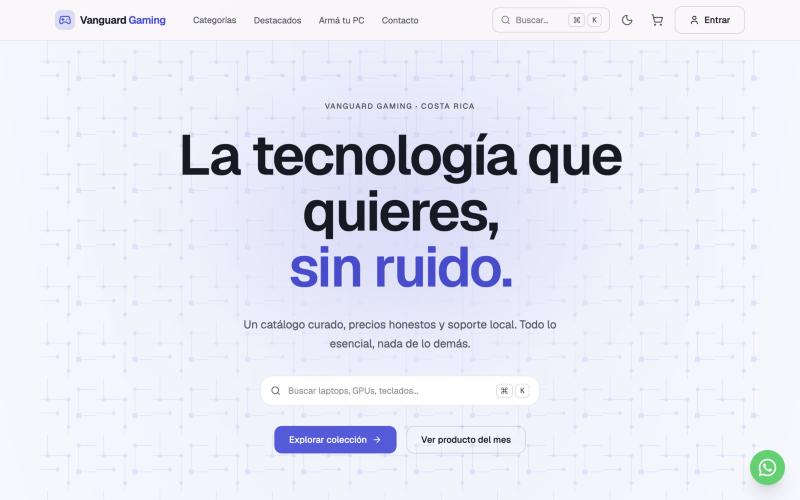 Vanguard Gaming
Categorías
Destacados
Armá tu PC
Contacto
Buscar...
⌘ K
Entrar
VANGUARD GAMING · COSTA RICA
La tecnología que
quieres,
sin ruido.
Un catálogo curado, precios honestos y soporte local. Todo lo
esencial, nada de lo demás.
Buscar laptops, GPUs, teclados...
⌘ K
Explorar colección →
Ver producto del mes